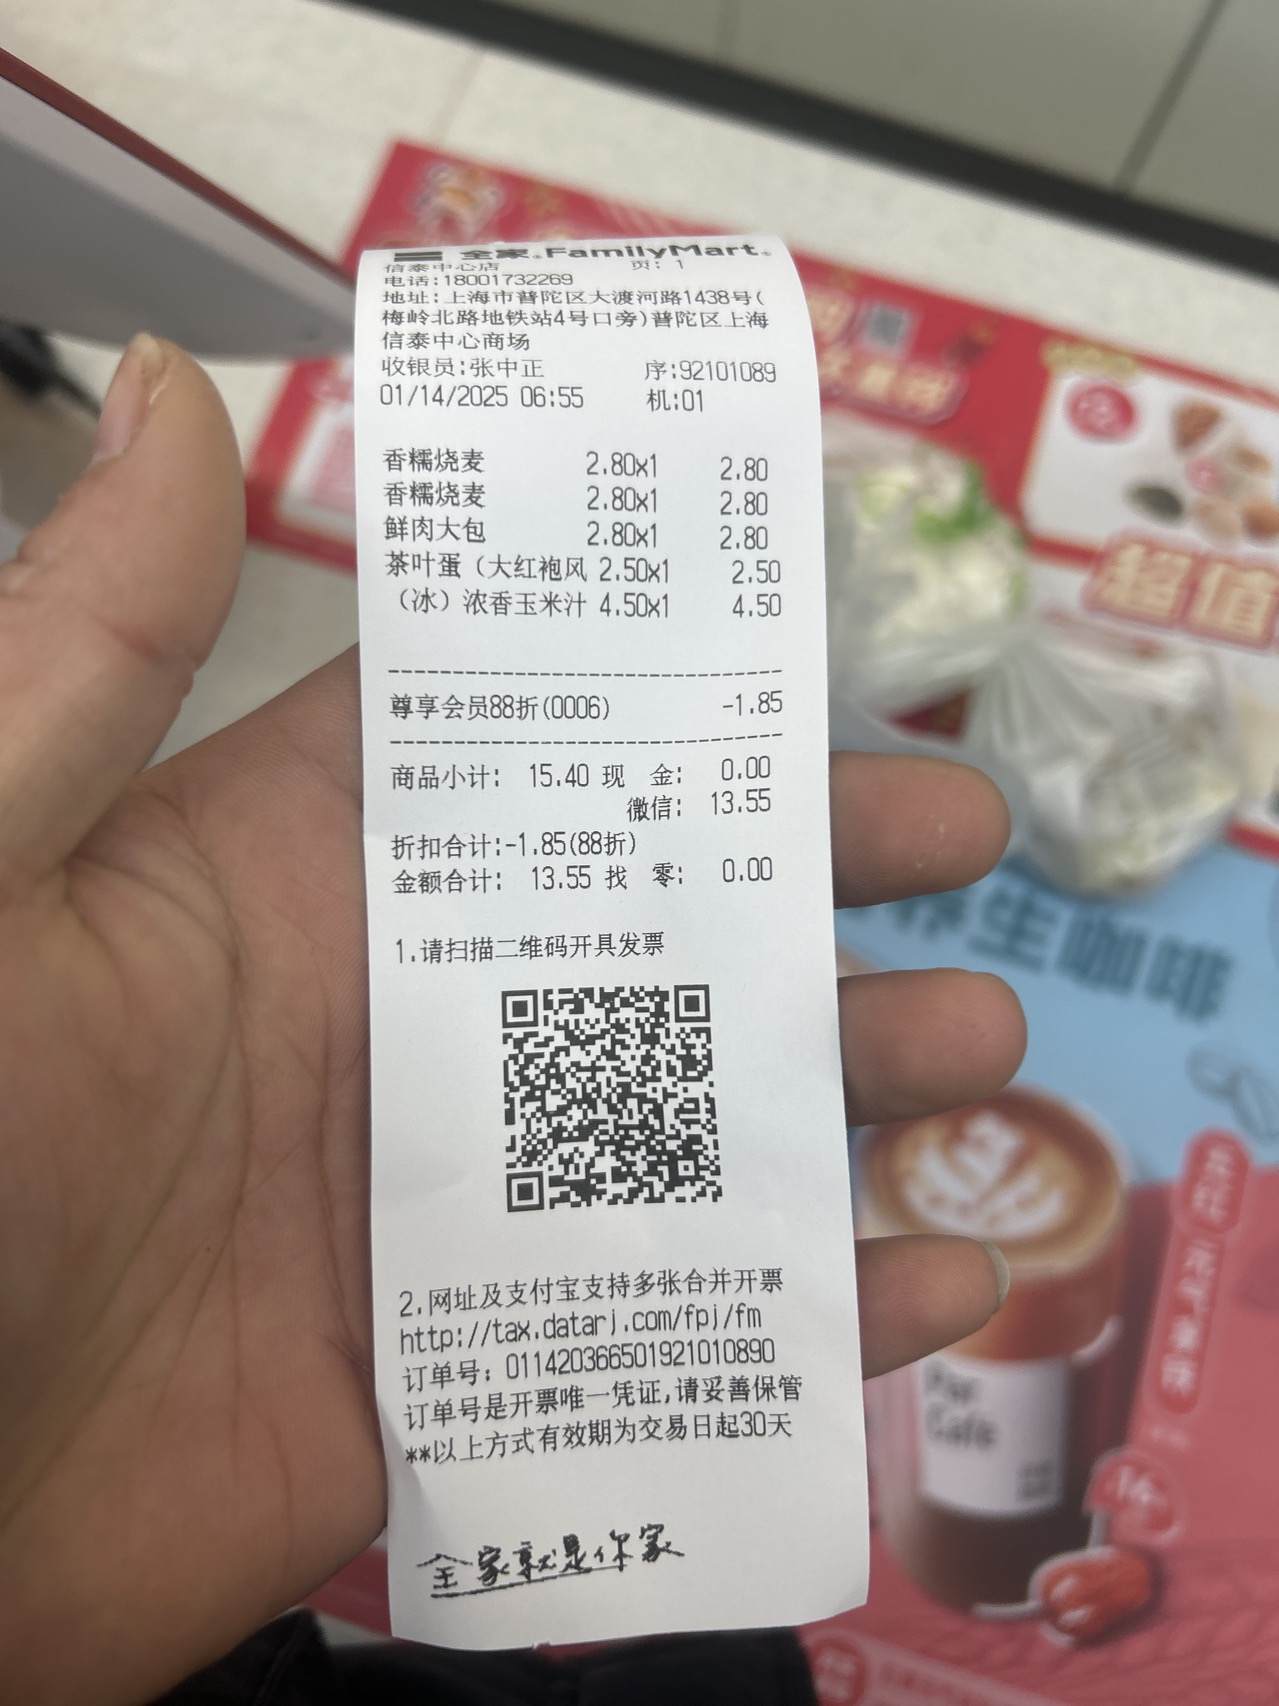 全家 FamilyMart
信泰中心店 页: 1
电话:18001732269
地址:上海市普陀区大渡河路1438号(
梅岭北路地铁站4号口旁)普陀区上海
信泰中心商场
收银员:张中正 序:92101089
01/14/2025 06:55 机:01
香糯烧麦 2.80x1 2.80
香糯烧麦 2.80x1 2.80
鲜肉大包 2.80x1 2.80
茶叶蛋（大红袍风 2.50x1 2.50
（冰）浓香玉米汁 4.50x1 4.50
尊享会员88折(0006) -1.85
商品小计: 15.40 现 金: 0.00
微信: 13.55
折扣合计:-1.85(88折)
金额合计: 13.55 找 零: 0.00
1.请扫描二维码开具发票
2.网址及支付宝支持多张合并开票
http://tax.datarj.com/fpj/fm
订单号: 0114203665019210108​90
订单号是开票唯一凭证,请妥善保管
**以上方式有效期为交易日起30天
全家就是你家
超值
养生咖啡
Par Café